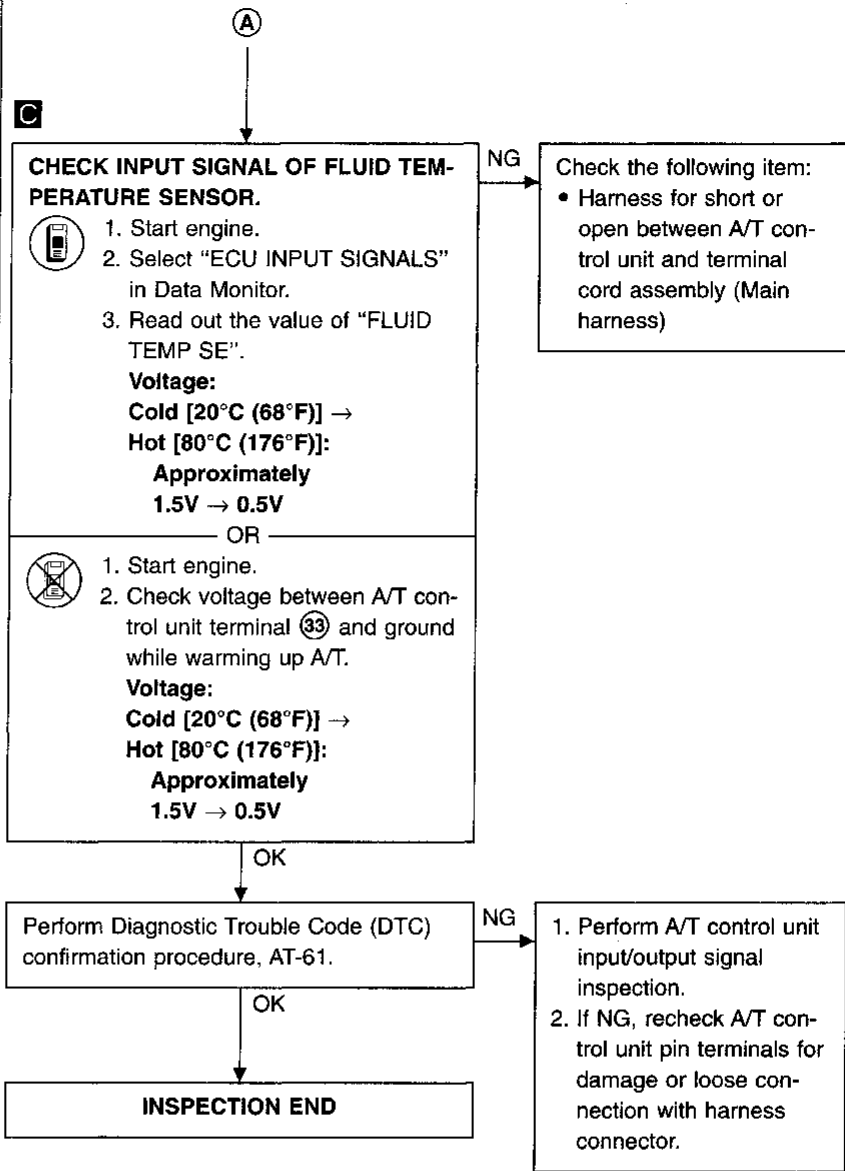 A
C
CHECK INPUT SIGNAL OF FLUID TEM-
PERATURE SENSOR.
1. Start engine.
2. Select "ECU INPUT SIGNALS"
in Data Monitor.
3. Read out the value of "FLUID
TEMP SE".
Voltage:
Cold [20°C (68°F)] →
Hot [80°C (176°F)]:
Approximately
1.5V → 0.5V
OR
1. Start engine.
2. Check voltage between A/T con-
trol unit terminal 33 and ground
while warming up A/T.
Voltage:
Cold [20°C (68°F)] →
Hot [80°C (176°F)]:
Approximately
1.5V → 0.5V
NG
Check the following item:
• Harness for short or
open between A/T con-
trol unit and terminal
cord assembly (Main
harness)
OK
Perform Diagnostic Trouble Code (DTC)
confirmation procedure, AT-61.
NG
1. Perform A/T control unit
input/output signal
inspection.
2. If NG, recheck A/T con-
trol unit pin terminals for
damage or loose con-
nection with harness
connector.
OK
INSPECTION END